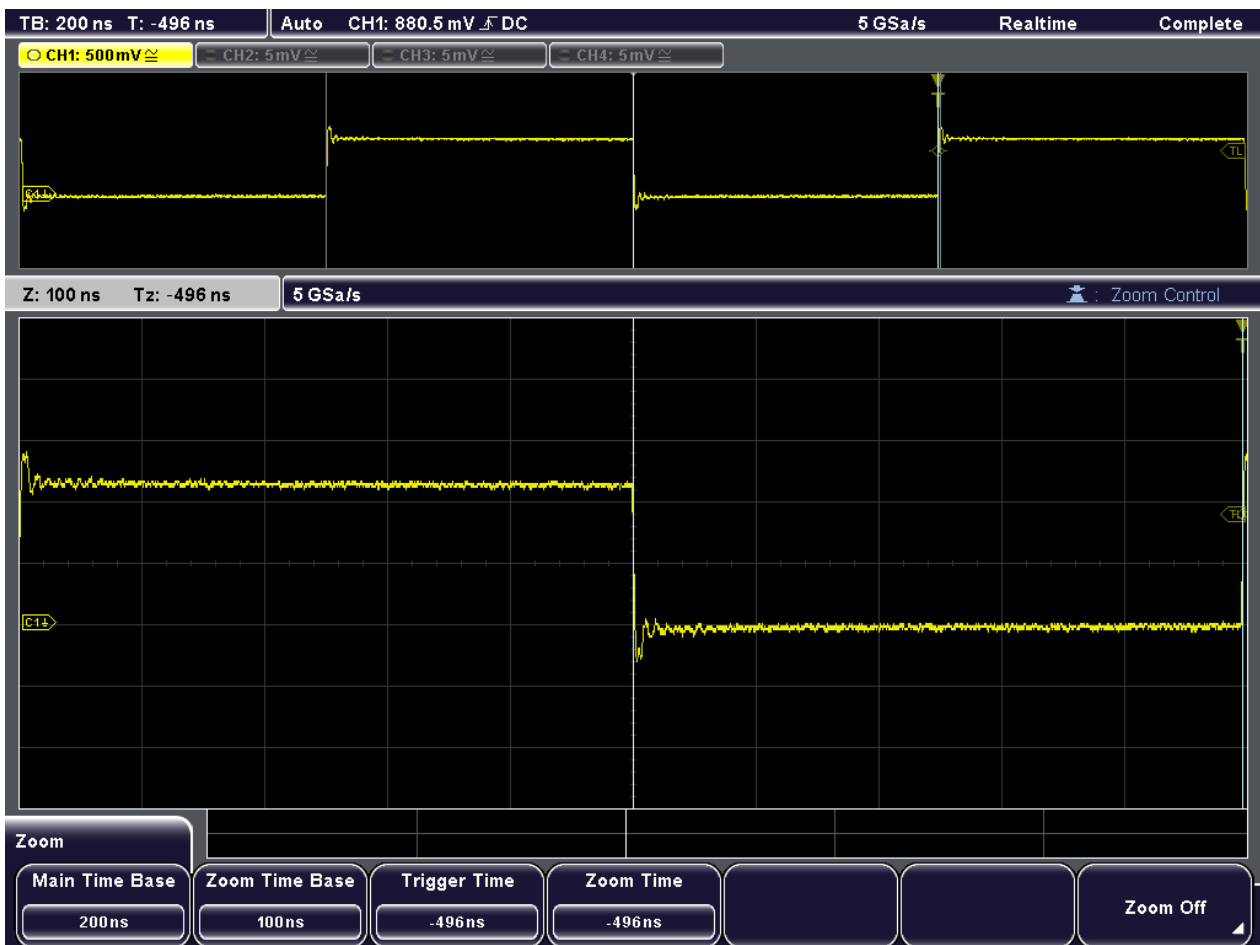 TB: 200 ns T: -496 ns Auto CH1: 880.5 mV DC 5 GSa/s Realtime Complete
CH1: 500mV≅ CH2: 5mV≅ CH3: 5mV≅ CH4: 5mV≅
T
TL
C1
Z: 100 ns Tz: -496 ns 5 GSa/s : Zoom Control
T
TL
C1
Zoom
Main Time Base Zoom Time Base Trigger Time Zoom Time
Zoom Off
200ns 100ns -496ns -496ns